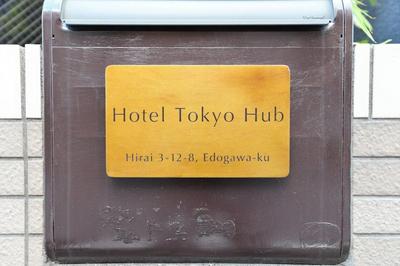 Hotel Tokyo Hub
Hirai 3-12-8, Edogawa-ku